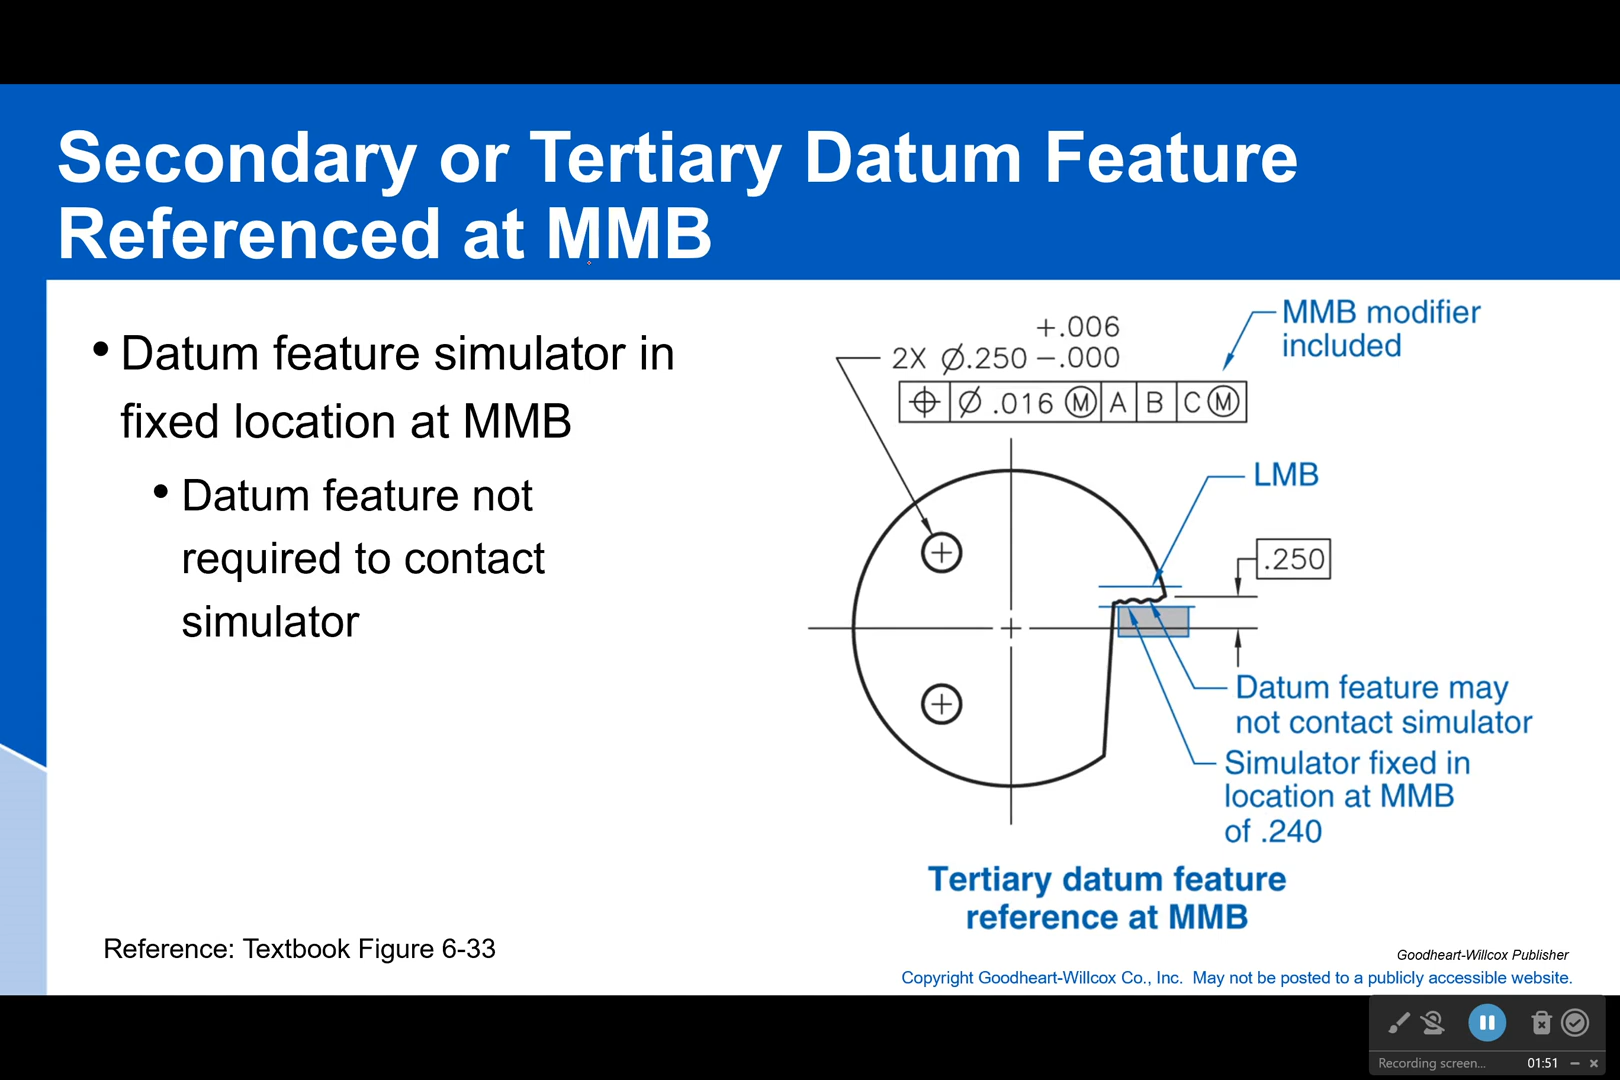 Secondary or Tertiary Datum Feature
Referenced at MMB
• Datum feature simulator in
fixed location at MMB
• Datum feature not
required to contact
simulator
Reference: Textbook Figure 6-33
MMB modifier
included
+.006
2X ⌀.250 –.000
⌖ ⌀ .016 Ⓜ A B C Ⓜ
LMB
.250
Datum feature may
not contact simulator
Simulator fixed in
location at MMB
of .240
Tertiary datum feature
reference at MMB
Goodheart-Willcox Publisher
Copyright Goodheart-Willcox Co., Inc. May not be posted to a publicly accessible website.
Recording screen... 01:51